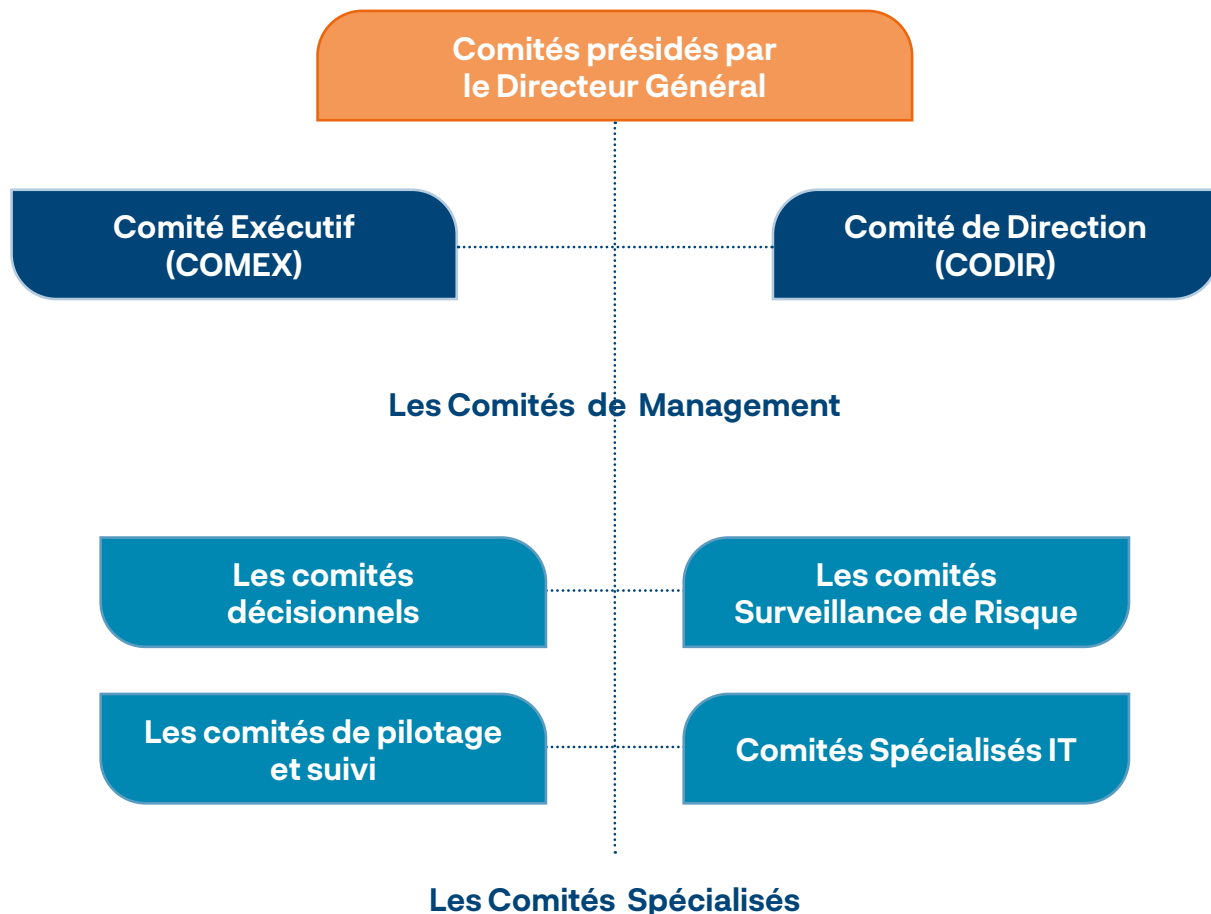 Comités présidés par
le Directeur Général
Comité Exécutif
(COMEX)
Comité de Direction
(CODIR)
Les Comités de Management
Les comités
décisionnels
Les comités
Surveillance de Risque
Les comités de pilotage
et suivi
Comités Spécialisés IT
Les Comités Spécialisés